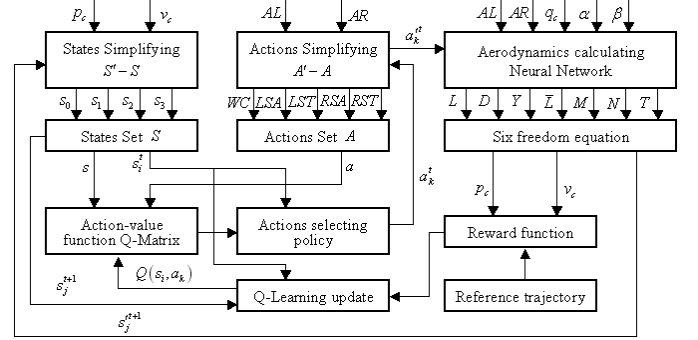 p_c v_c AL AR AL AR q_c α β
States Simplifying
S' − S
Actions Simplifying
A' − A
a'_k^t
Aerodynamics calculating
Neural Network
s_0 s_1 s_2 s_3 WC LSA LST RSA RST L D Y L̅ M N T
States Set S
Actions Set A
Six freedom equation
s s_i^t a a_k^t p_c v_c
Action-value
function Q-Matrix
Actions selecting
policy
Reward function
s_j^{t+1} Q(s_i, a_k)
Q-Learning update
Reference trajectory
s'_j^{t+1}